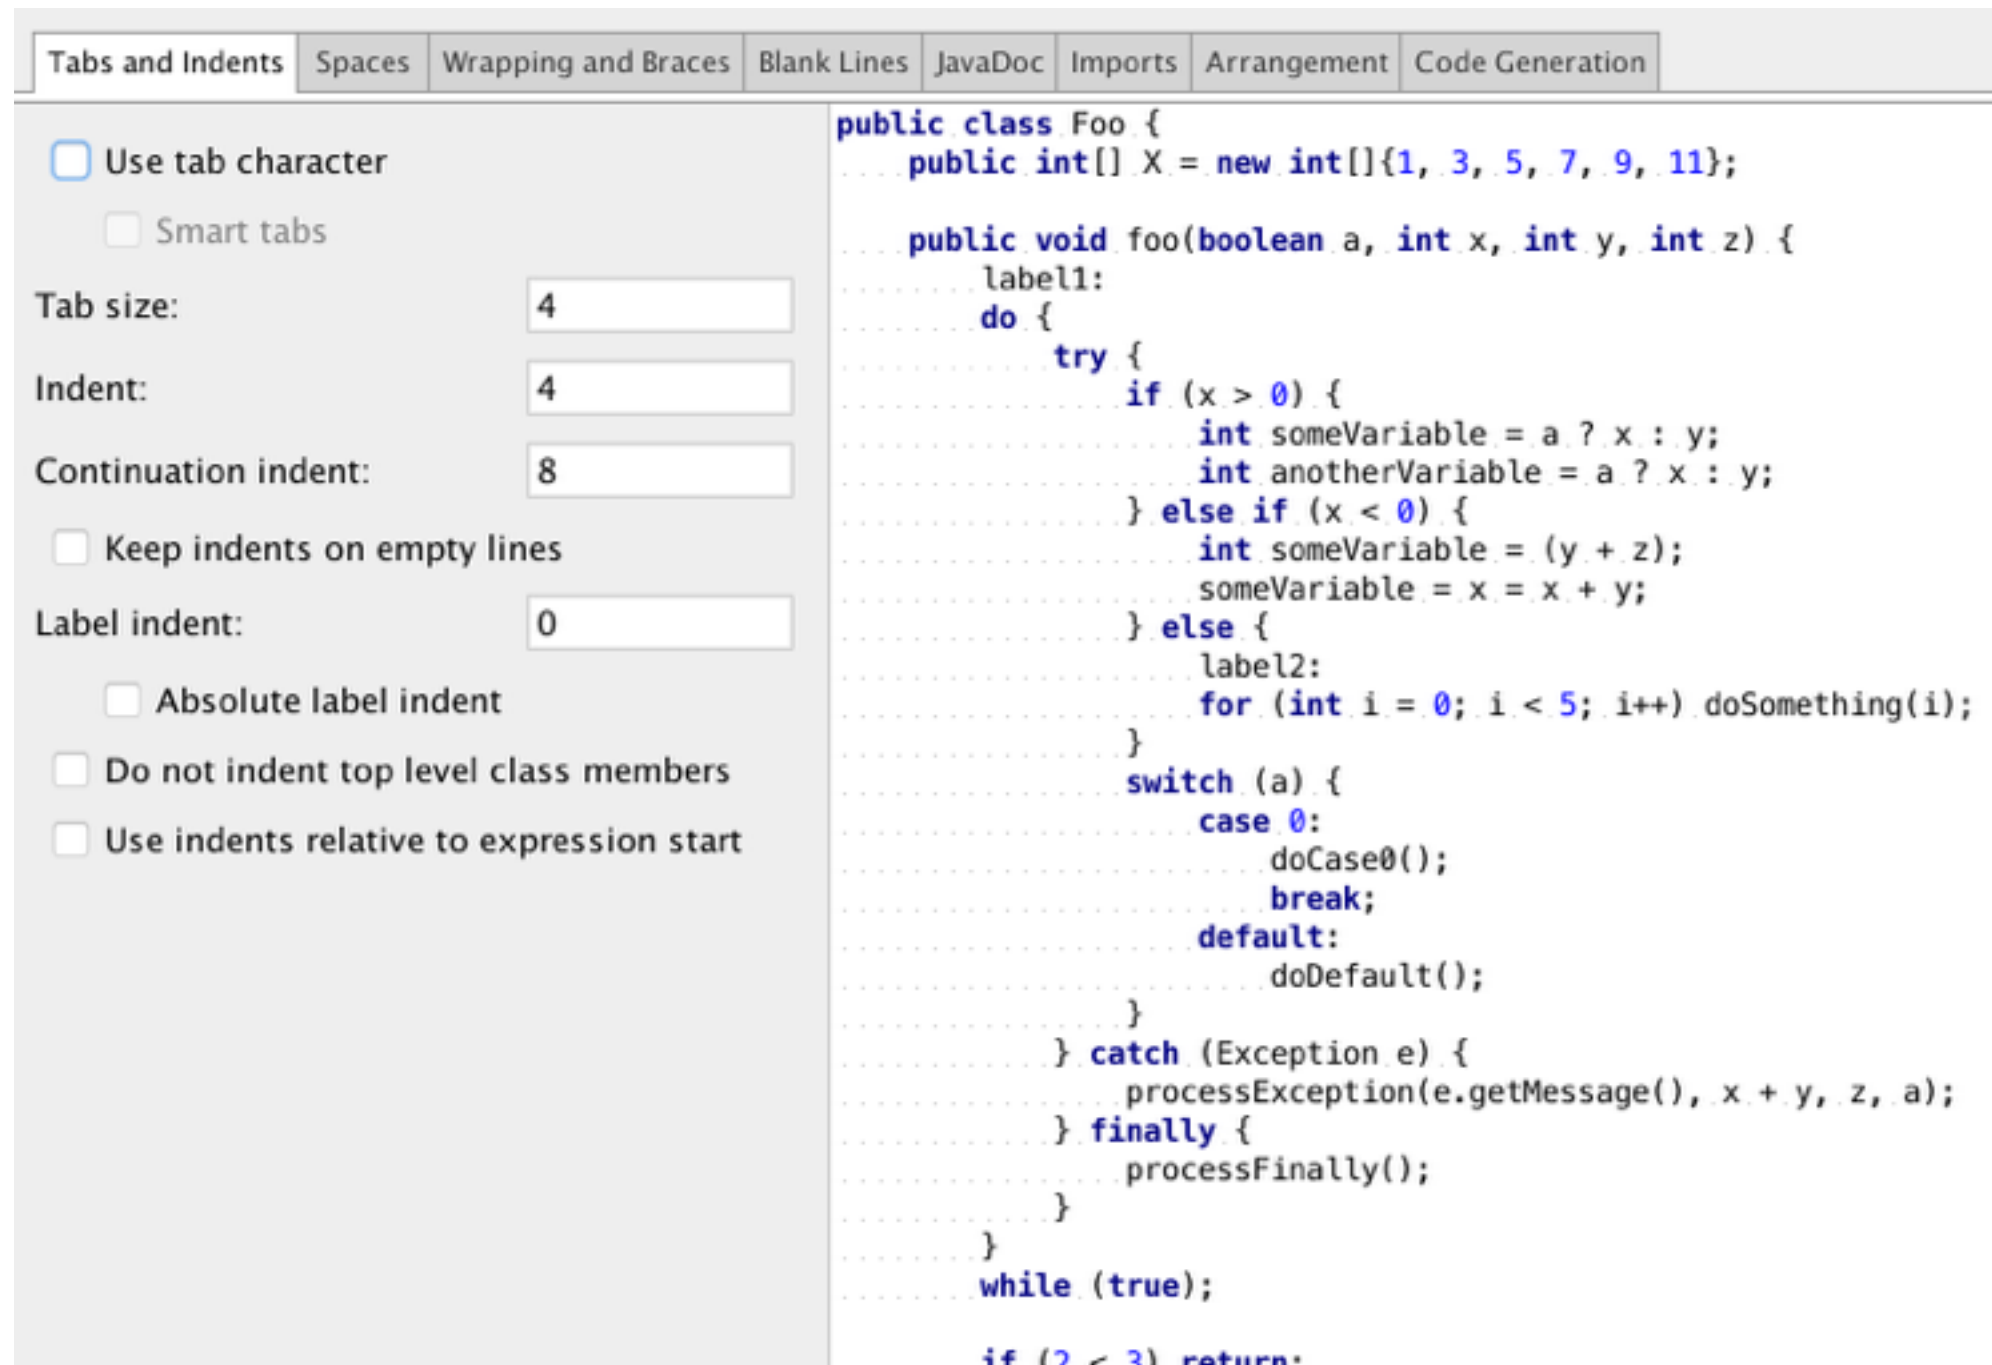 Tabs and Indents Spaces Wrapping and Braces Blank Lines JavaDoc Imports Arrangement Code Generation
Use tab character
Smart tabs
Tab size: 4
Indent: 4
Continuation indent: 8
Keep indents on empty lines
Label indent: 0
Absolute label indent
Do not indent top level class members
Use indents relative to expression start
public class Foo {
    public int[] X = new int[]{1, 3, 5, 7, 9, 11};

    public void foo(boolean a, int x, int y, int z) {
        label1:
        do {
            try {
                if (x > 0) {
                    int someVariable = a ? x : y;
                    int anotherVariable = a ? x : y;
                } else if (x < 0) {
                    int someVariable = (y + z);
                    someVariable = x = x + y;
                } else {
                    label2:
                    for (int i = 0; i < 5; i++) doSomething(i);
                }
                switch (a) {
                    case 0:
                        doCase0();
                        break;
                    default:
                        doDefault();
                }
            } catch (Exception e) {
                processException(e.getMessage(), x + y, z, a);
            } finally {
                processFinally();
            }
        }
        while (true);

        if (2 < 3) return;